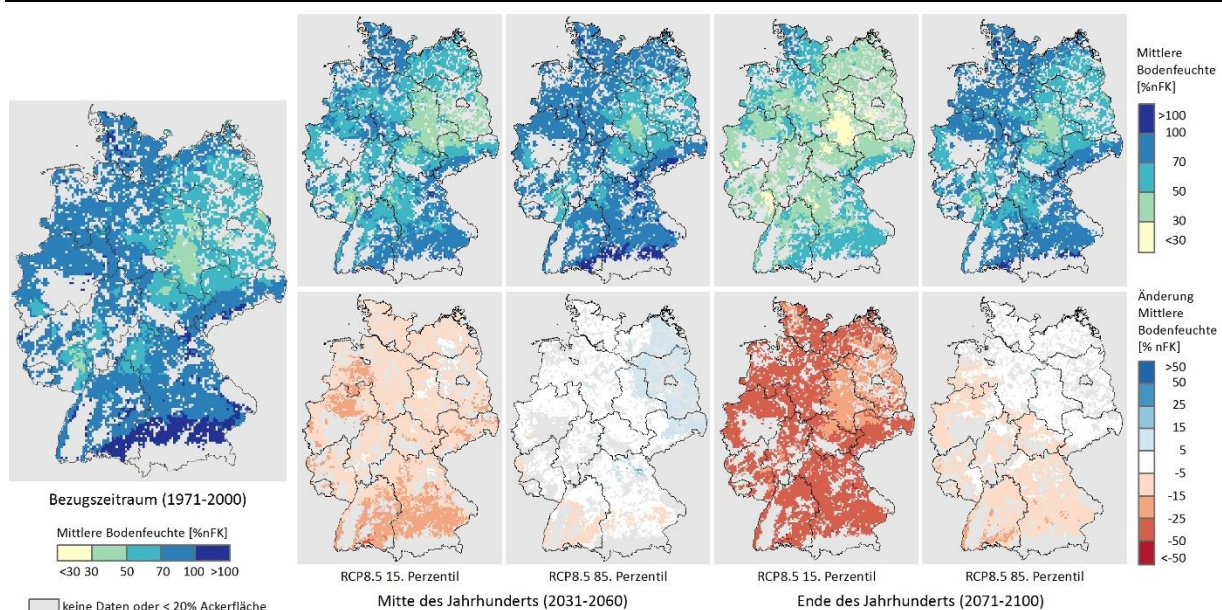 Mittlere
Bodenfeuchte
[%nFK]
>100
100
70
50
30
<30
Änderung
Mittlere
Bodenfeuchte
[% nFK]
>50
50
25
15
5
-5
-15
-25
-50
<-50
Bezugszeitraum (1971-2000)
Mittlere Bodenfeuchte [%nFK]
<30 30 50 70 100 >100
keine Daten oder < 20% Ackerfläche
RCP8.5 15. Perzentil RCP8.5 85. Perzentil RCP8.5 15. Perzentil RCP8.5 85. Perzentil
Mitte des Jahrhunderts (2031-2060) Ende des Jahrhunderts (2071-2100)